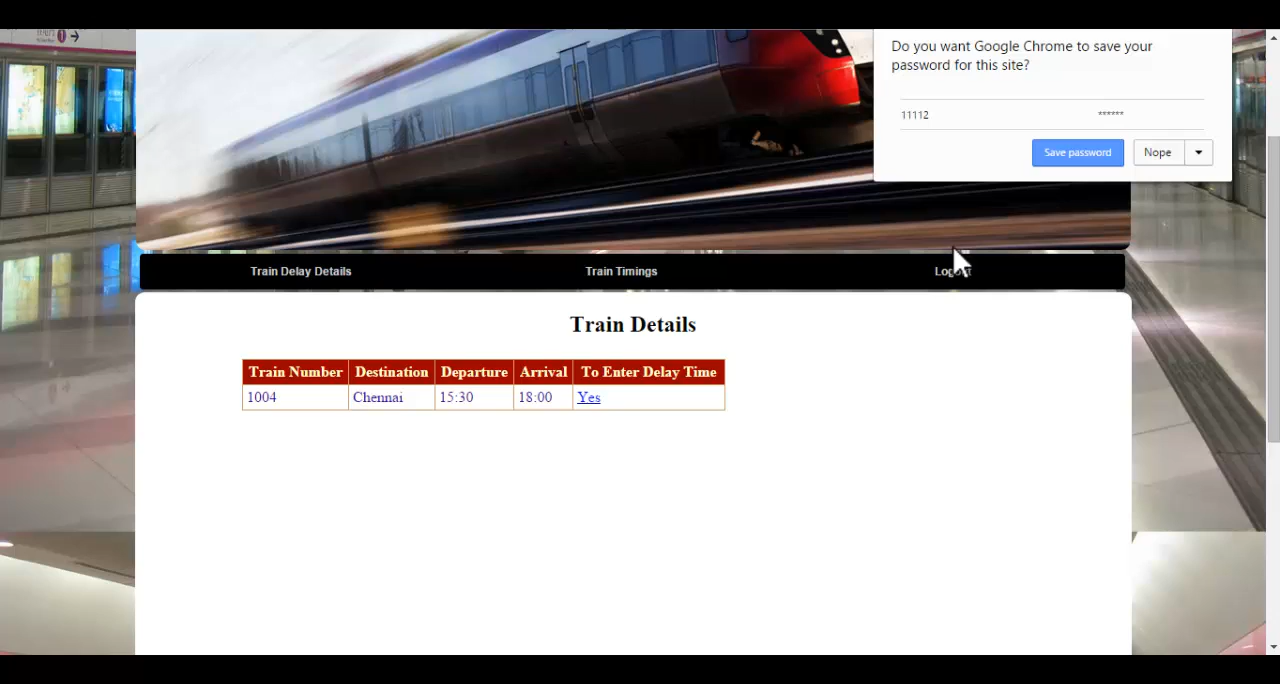 1
Do you want Google Chrome to save your
password for this site?
11112 ******
Save password Nope
Train Delay Details Train Timings Logout
Train Details
Train Number Destination Departure Arrival To Enter Delay Time
1004 Chennai 15:30 18:00 Yes